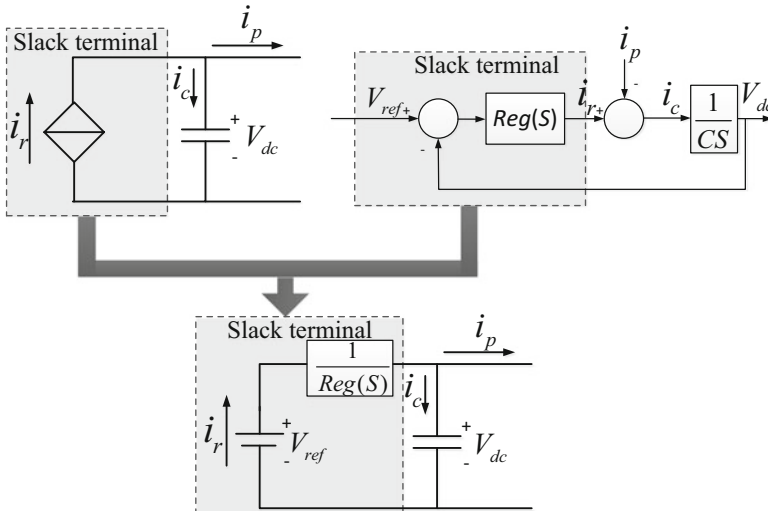 Slack terminal
i_p
i_c
i_r
+
-
V_dc
Slack terminal
V_ref+
-
Reg(S)
i_r+
i_p
-
i_c
1
CS
V_dc
Slack terminal
1
Reg(S)
i_p
i_c
i_r
+
-
V_ref
+
-
V_dc